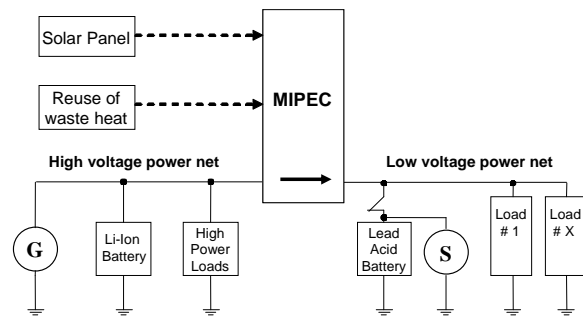 Solar Panel
Reuse of
waste heat
MIPEC
High voltage power net
Low voltage power net
G
Li-Ion
Battery
High
Power
Loads
Lead
Acid
Battery
S
Load
# 1
Load
# X